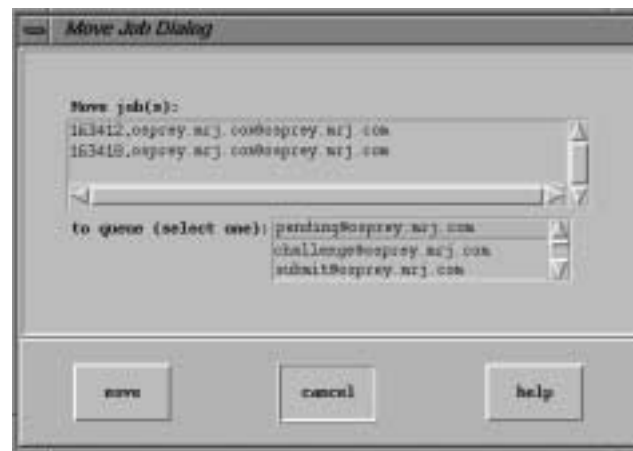 Move Job Dialog
Move job(s):
163412.osprey.mrj.com@osprey.mrj.com
163418.osprey.mrj.com@osprey.mrj.com
to queue (select one):
pending@osprey.mrj.com
challenge@osprey.mrj.com
submit@osprey.mrj.com
move
cancel
help